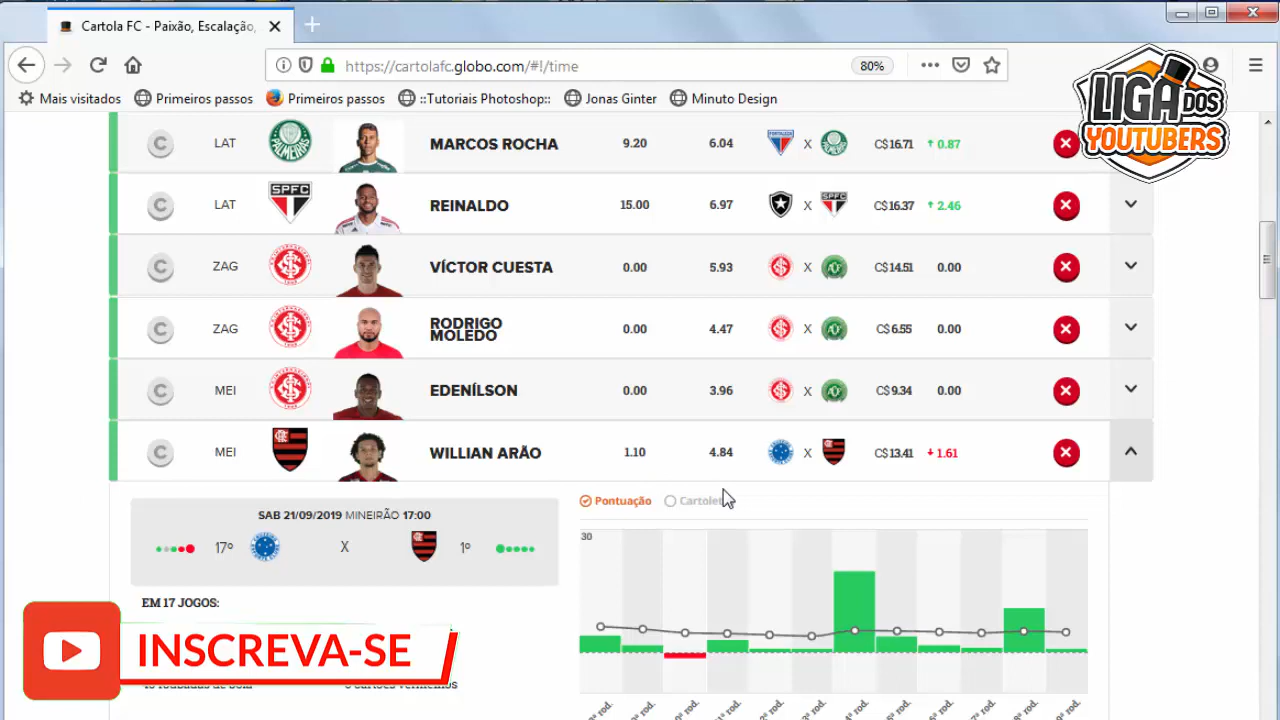 Cartola FC - Paixão, Escalação,
https://cartolafc.globo.com/#!/time
80%
Mais visitados
Primeiros passos
Primeiros passos
::Tutoriais Photoshop::
Jonas Ginter
Minuto Design
LIGA DOS
YOUTUBERS
C LAT MARCOS ROCHA 9.20 6.04 X C$ 16.71 0.87
C LAT SPFC REINALDO 15.00 6.97 X SPFC C$ 16.37 2.46
C ZAG VÍCTOR CUESTA 0.00 5.93 X C$ 14.51 0.00
C ZAG RODRIGO MOLEDO 0.00 4.47 X C$ 6.55 0.00
C MEI EDENÍLSON 0.00 3.96 X C$ 9.34 0.00
C MEI WILLIAN ARÃO 1.10 4.84 X C$ 13.41 1.61
SAB 21/09/2019 MINEIRÃO 17:00
17º X 1º
EM 17 JOGOS:
Pontuação
30
INSCREVA-SE